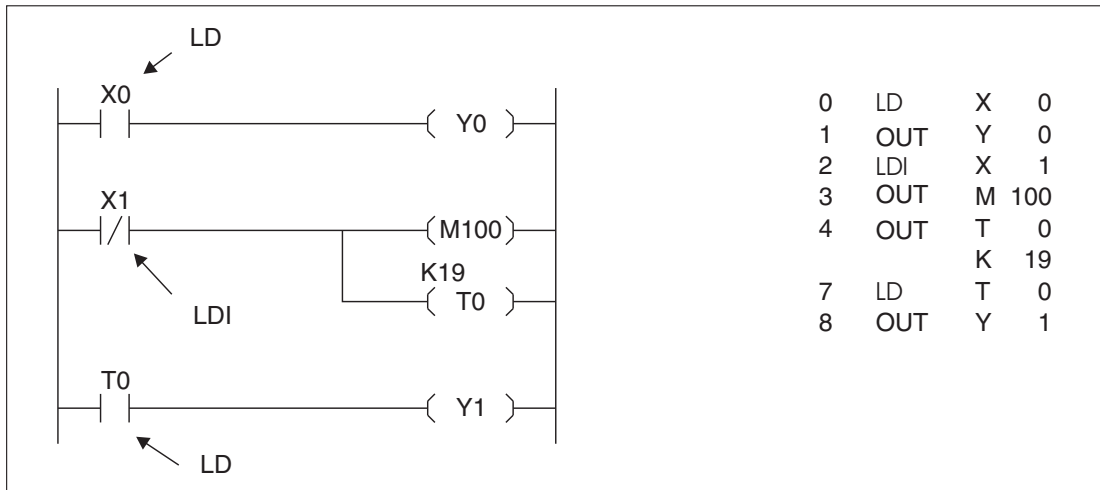 LD
X0
Y0
X1
M100
K19
T0
LDI
T0
Y1
LD
0 LD X 0
1 OUT Y 0
2 LDI X 1
3 OUT M 100
4 OUT T 0
K 19
7 LD T 0
8 OUT Y 1